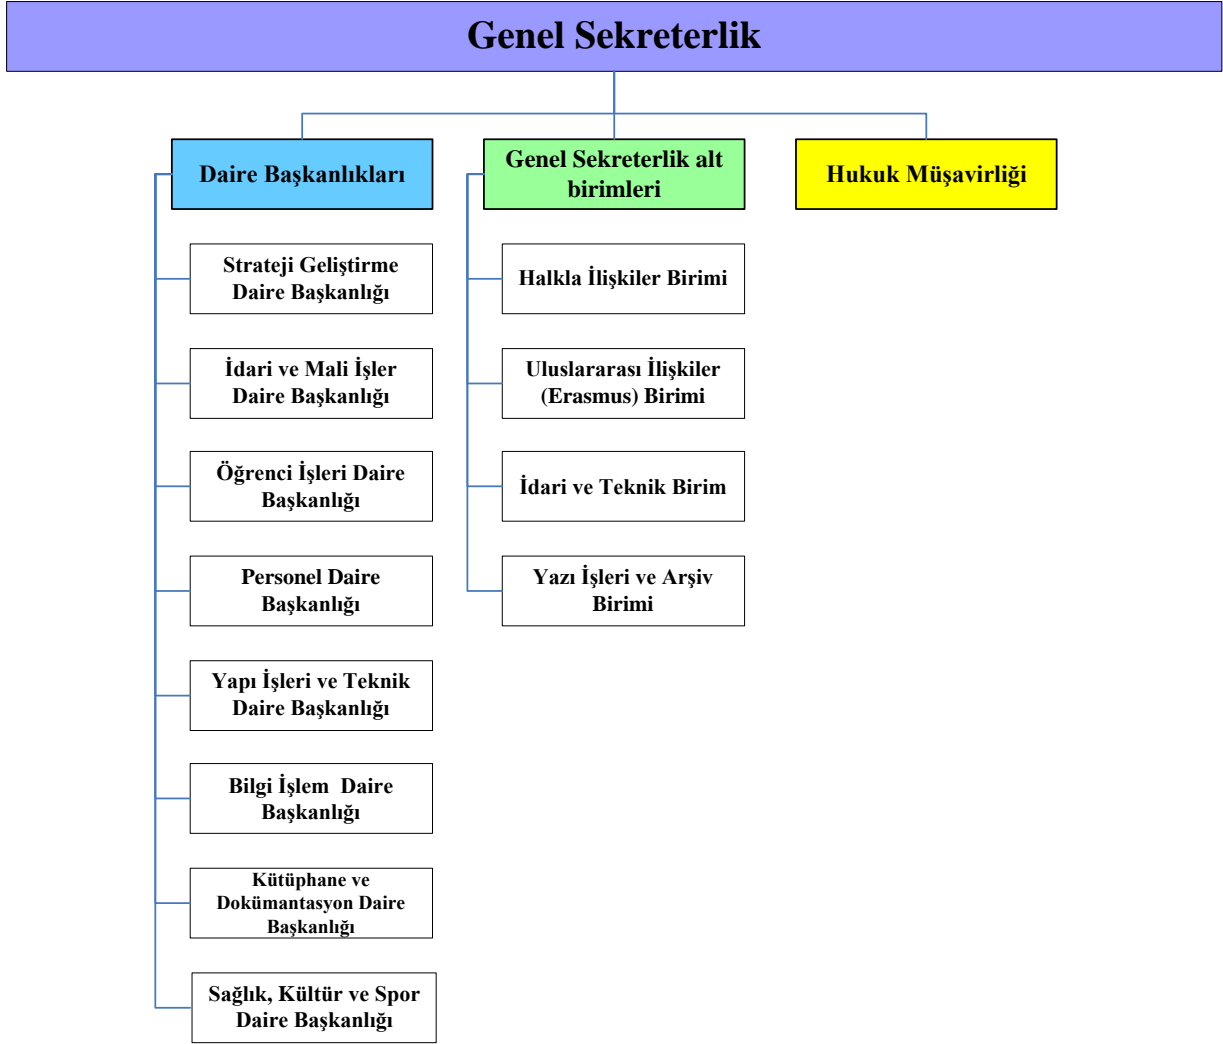 Genel Sekreterlik
Daire Başkanlıkları
Strateji Geliştirme
Daire Başkanlığı
İdari ve Mali İşler
Daire Başkanlığı
Öğrenci İşleri Daire
Başkanlığı
Personel Daire
Başkanlığı
Yapı İşleri ve Teknik
Daire Başkanlığı
Bilgi İşlem  Daire
Başkanlığı
Kütüphane ve
Dokümantasyon Daire
Başkanlığı
Sağlık, Kültür ve Spor
Daire Başkanlığı
Genel Sekreterlik alt
birimleri
Halkla İlişkiler Birimi
Uluslararası İlişkiler
(Erasmus) Birimi
İdari ve Teknik Birim
Yazı İşleri ve Arşiv
Birimi
Hukuk Müşavirliği